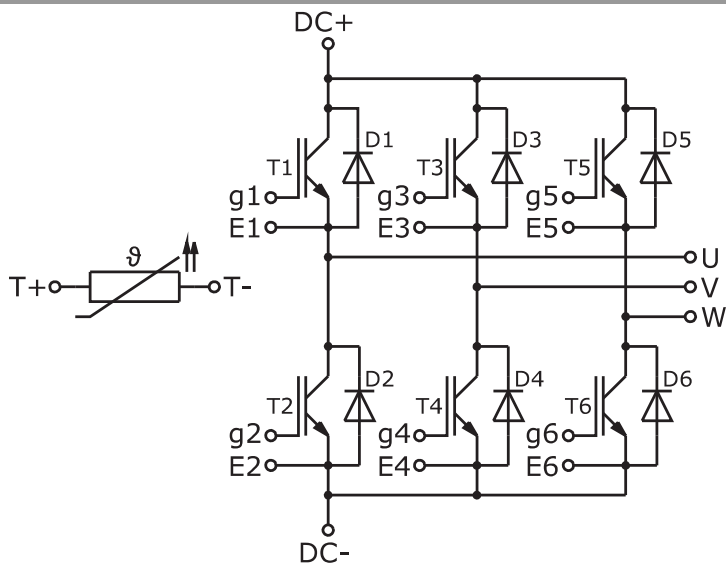 DC+
T1 D1 T3 D3 T5 D5
g1 g3 g5
E1 E3 E5
ϑ
U
T+ T-
V
W
T2 D2 T4 D4 T6 D6
g2 g4 g6
E2 E4 E6
DC-